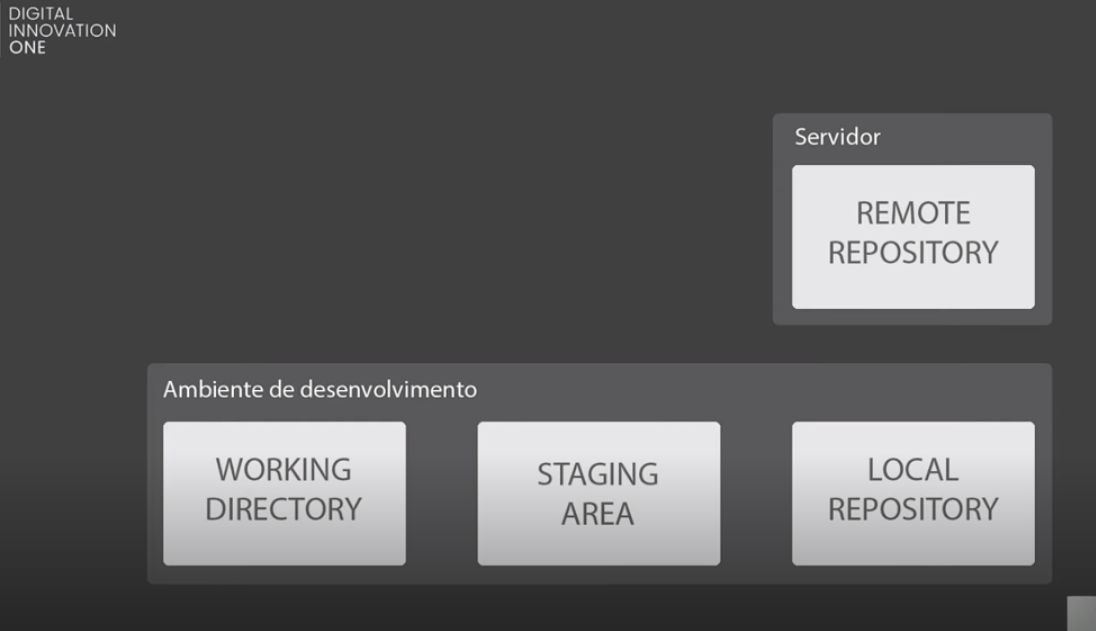 DIGITAL
INNOVATION
ONE
Servidor
REMOTE
REPOSITORY
Ambiente de desenvolvimento
WORKING
DIRECTORY
STAGING
AREA
LOCAL
REPOSITORY